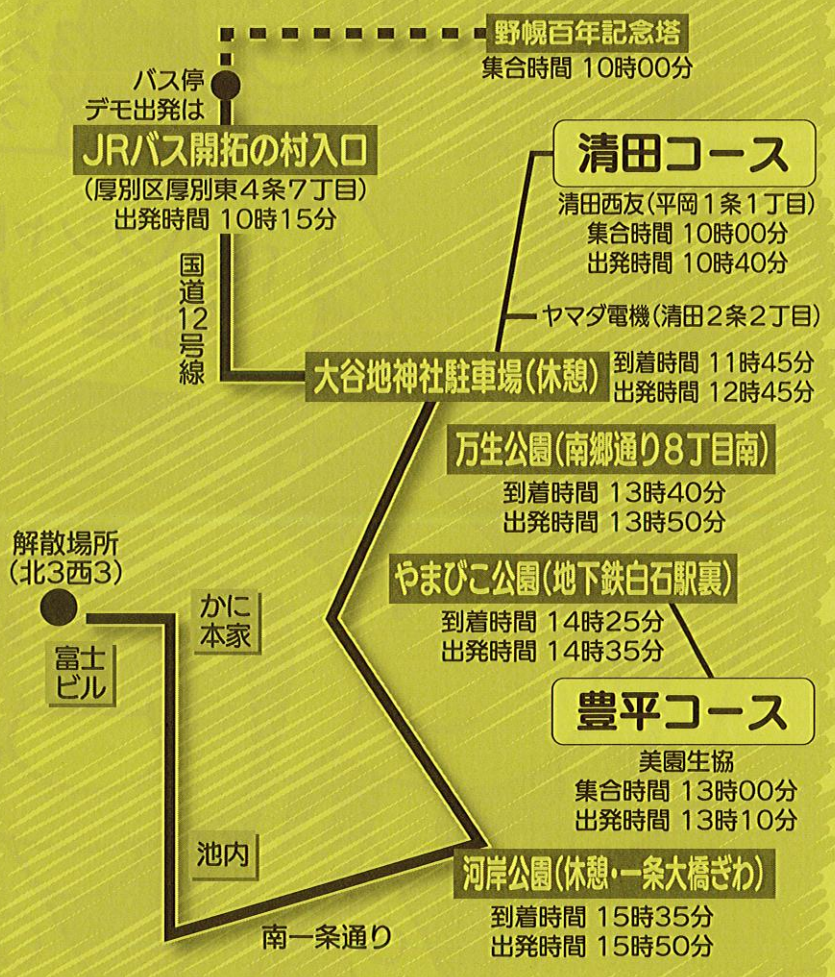 野幌百年記念塔
集合時間 10時00分
バス停
デモ出発は
JRバス開拓の村入口
(厚別区厚別東4条7丁目)
出発時間 10時15分
国道12号線
清田コース
清田西友(平岡1条1丁目)
集合時間 10時00分
出発時間 10時40分
ヤマダ電機(清田2条2丁目)
大谷地神社駐車場(休憩)
到着時間 11時45分
出発時間 12時45分
万生公園(南郷通り8丁目南)
到着時間 13時40分
出発時間 13時50分
やまびこ公園(地下鉄白石駅裏)
到着時間 14時25分
出発時間 14時35分
豊平コース
美園生協
集合時間 13時00分
出発時間 13時10分
河岸公園(休憩・一条大橋ぎわ)
到着時間 15時35分
出発時間 15時50分
南一条通り
池内
かに
本家
解散場所
(北3西3)
富士
ビル